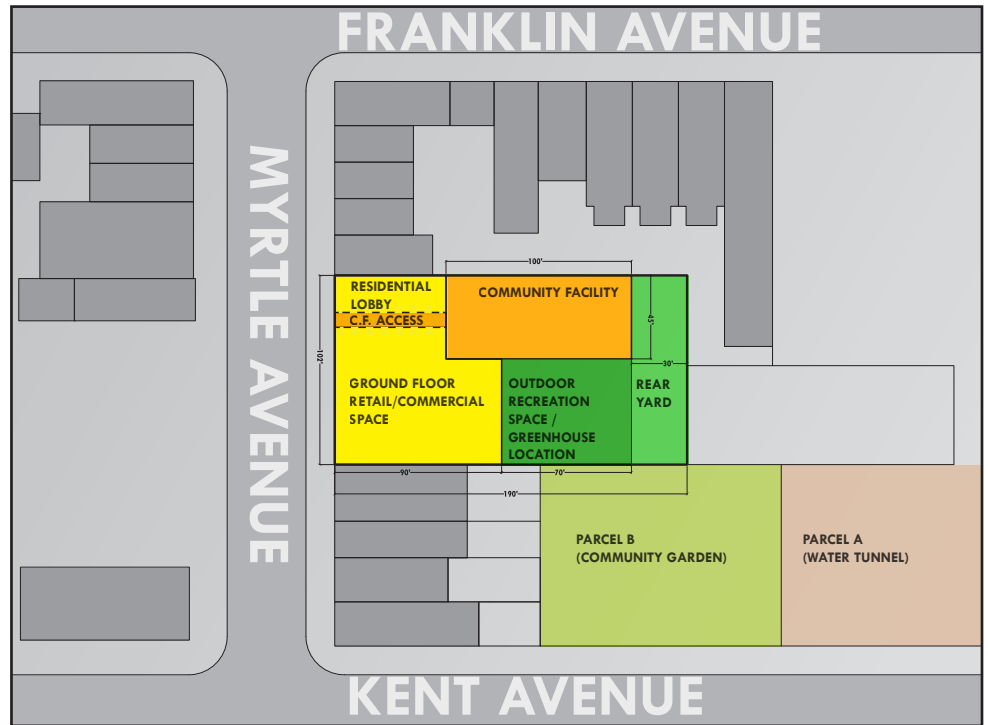 FRANKLIN AVENUE
MYRTLE AVENUE
100'
RESIDENTIAL
LOBBY
C.F. ACCESS
COMMUNITY FACILITY
45'
102'
30'
GROUND FLOOR
RETAIL/COMMERCIAL
SPACE
OUTDOOR
RECREATION
SPACE /
GREENHOUSE
LOCATION
REAR
YARD
90'
70'
190'
PARCEL B
(COMMUNITY GARDEN)
PARCEL A
(WATER TUNNEL)
KENT AVENUE